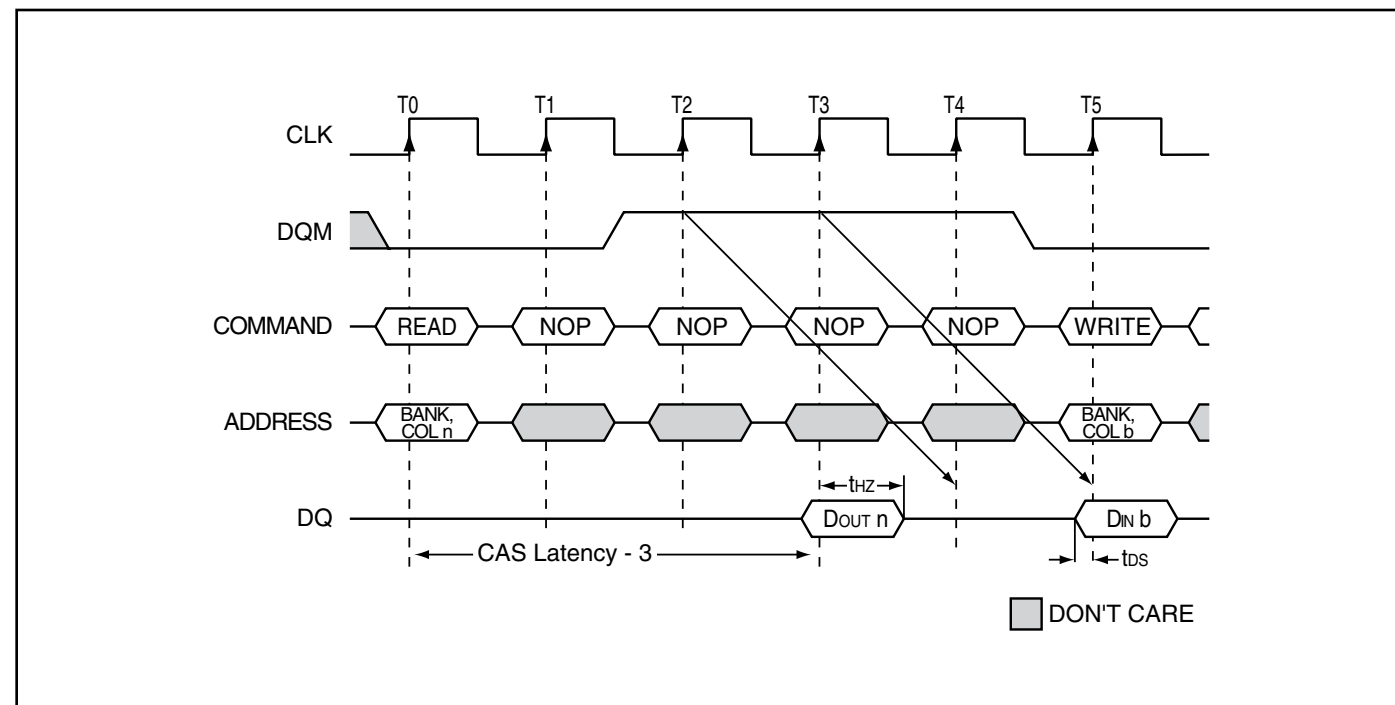 T0 T1 T2 T3 T4 T5
CLK
DQM
COMMAND READ NOP NOP NOP NOP WRITE
ADDRESS BANK, COL n BANK, COL b
tHZ
DQ DOUT n DIN b
CAS Latency - 3 tDS
DON'T CARE